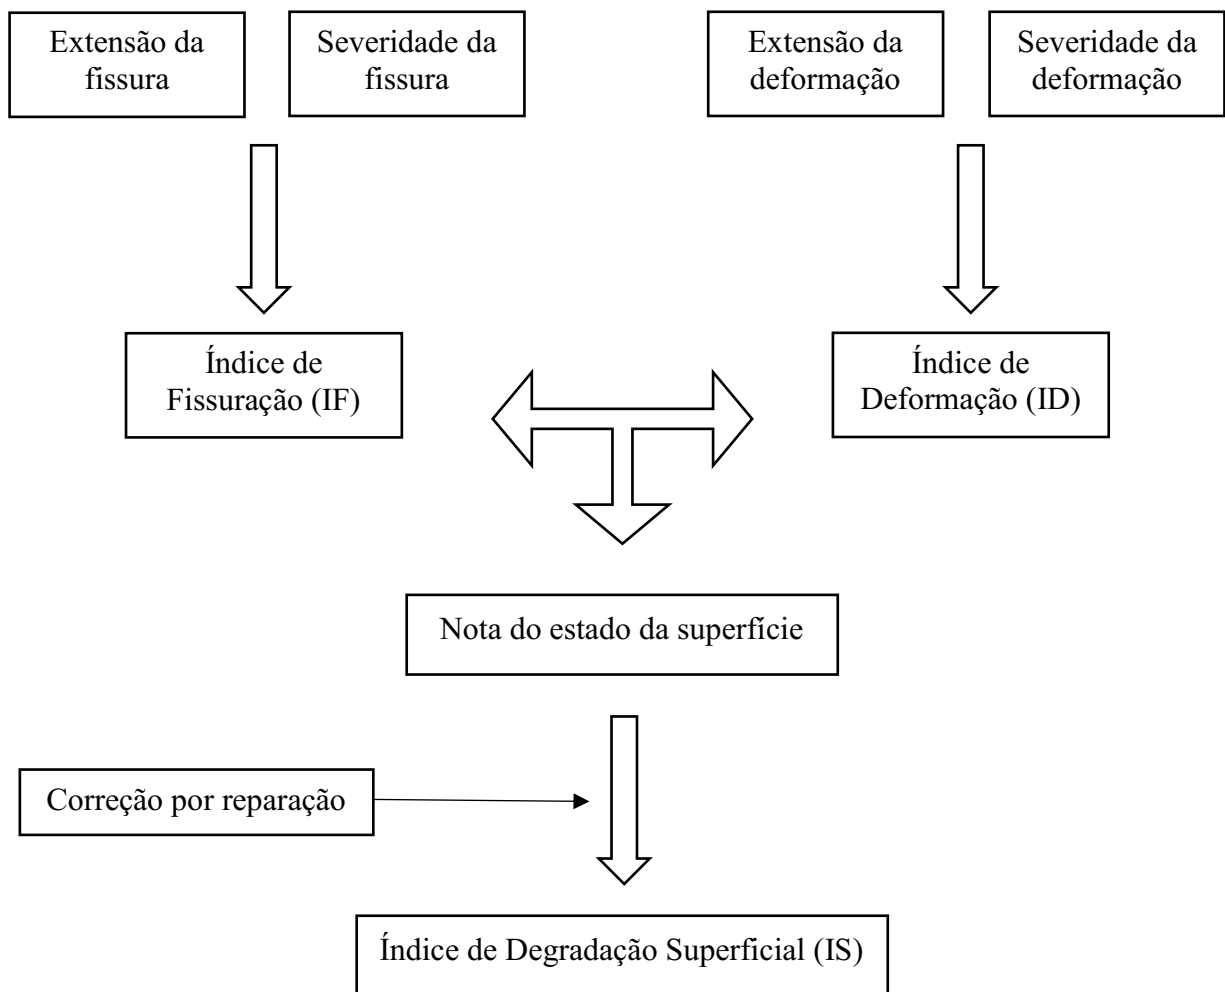 Extensão da
fissura
Severidade da
fissura
Extensão da
deformação
Severidade da
deformação
Índice de
Fissuração (IF)
Índice de
Deformação (ID)
Nota do estado da superfície
Correção por reparação
Índice de Degradação Superficial (IS)